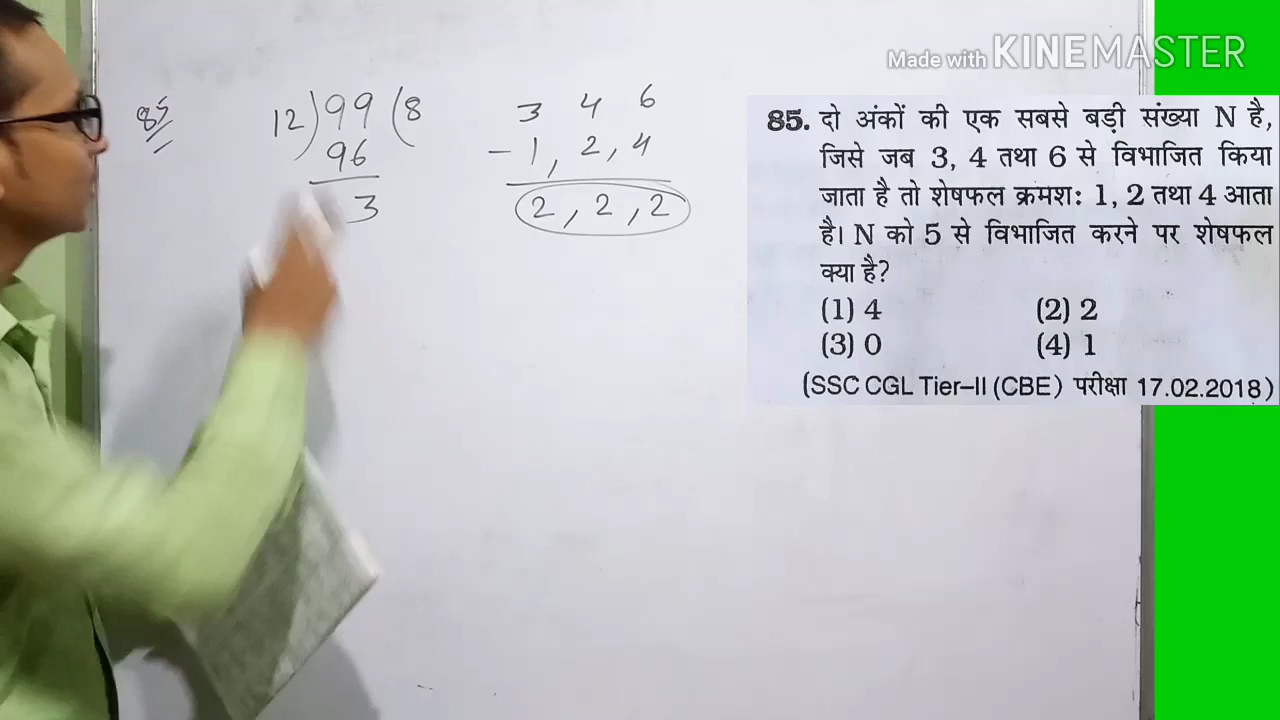 Made with KINEMASTER
85
12)99(8
96
3
3 4 6
- 1, 2, 4
2, 2, 2
85. दो अंकों की एक सबसे बड़ी संख्या N है,
जिसे जब 3, 4 तथा 6 से विभाजित किया
जाता है तो शेषफल क्रमश: 1, 2 तथा 4 आता
है। N को 5 से विभाजित करने पर शेषफल
क्या है?
(1) 4 (2) 2
(3) 0 (4) 1
(SSC CGL Tier–II (CBE) परीक्षा 17.02.2018)